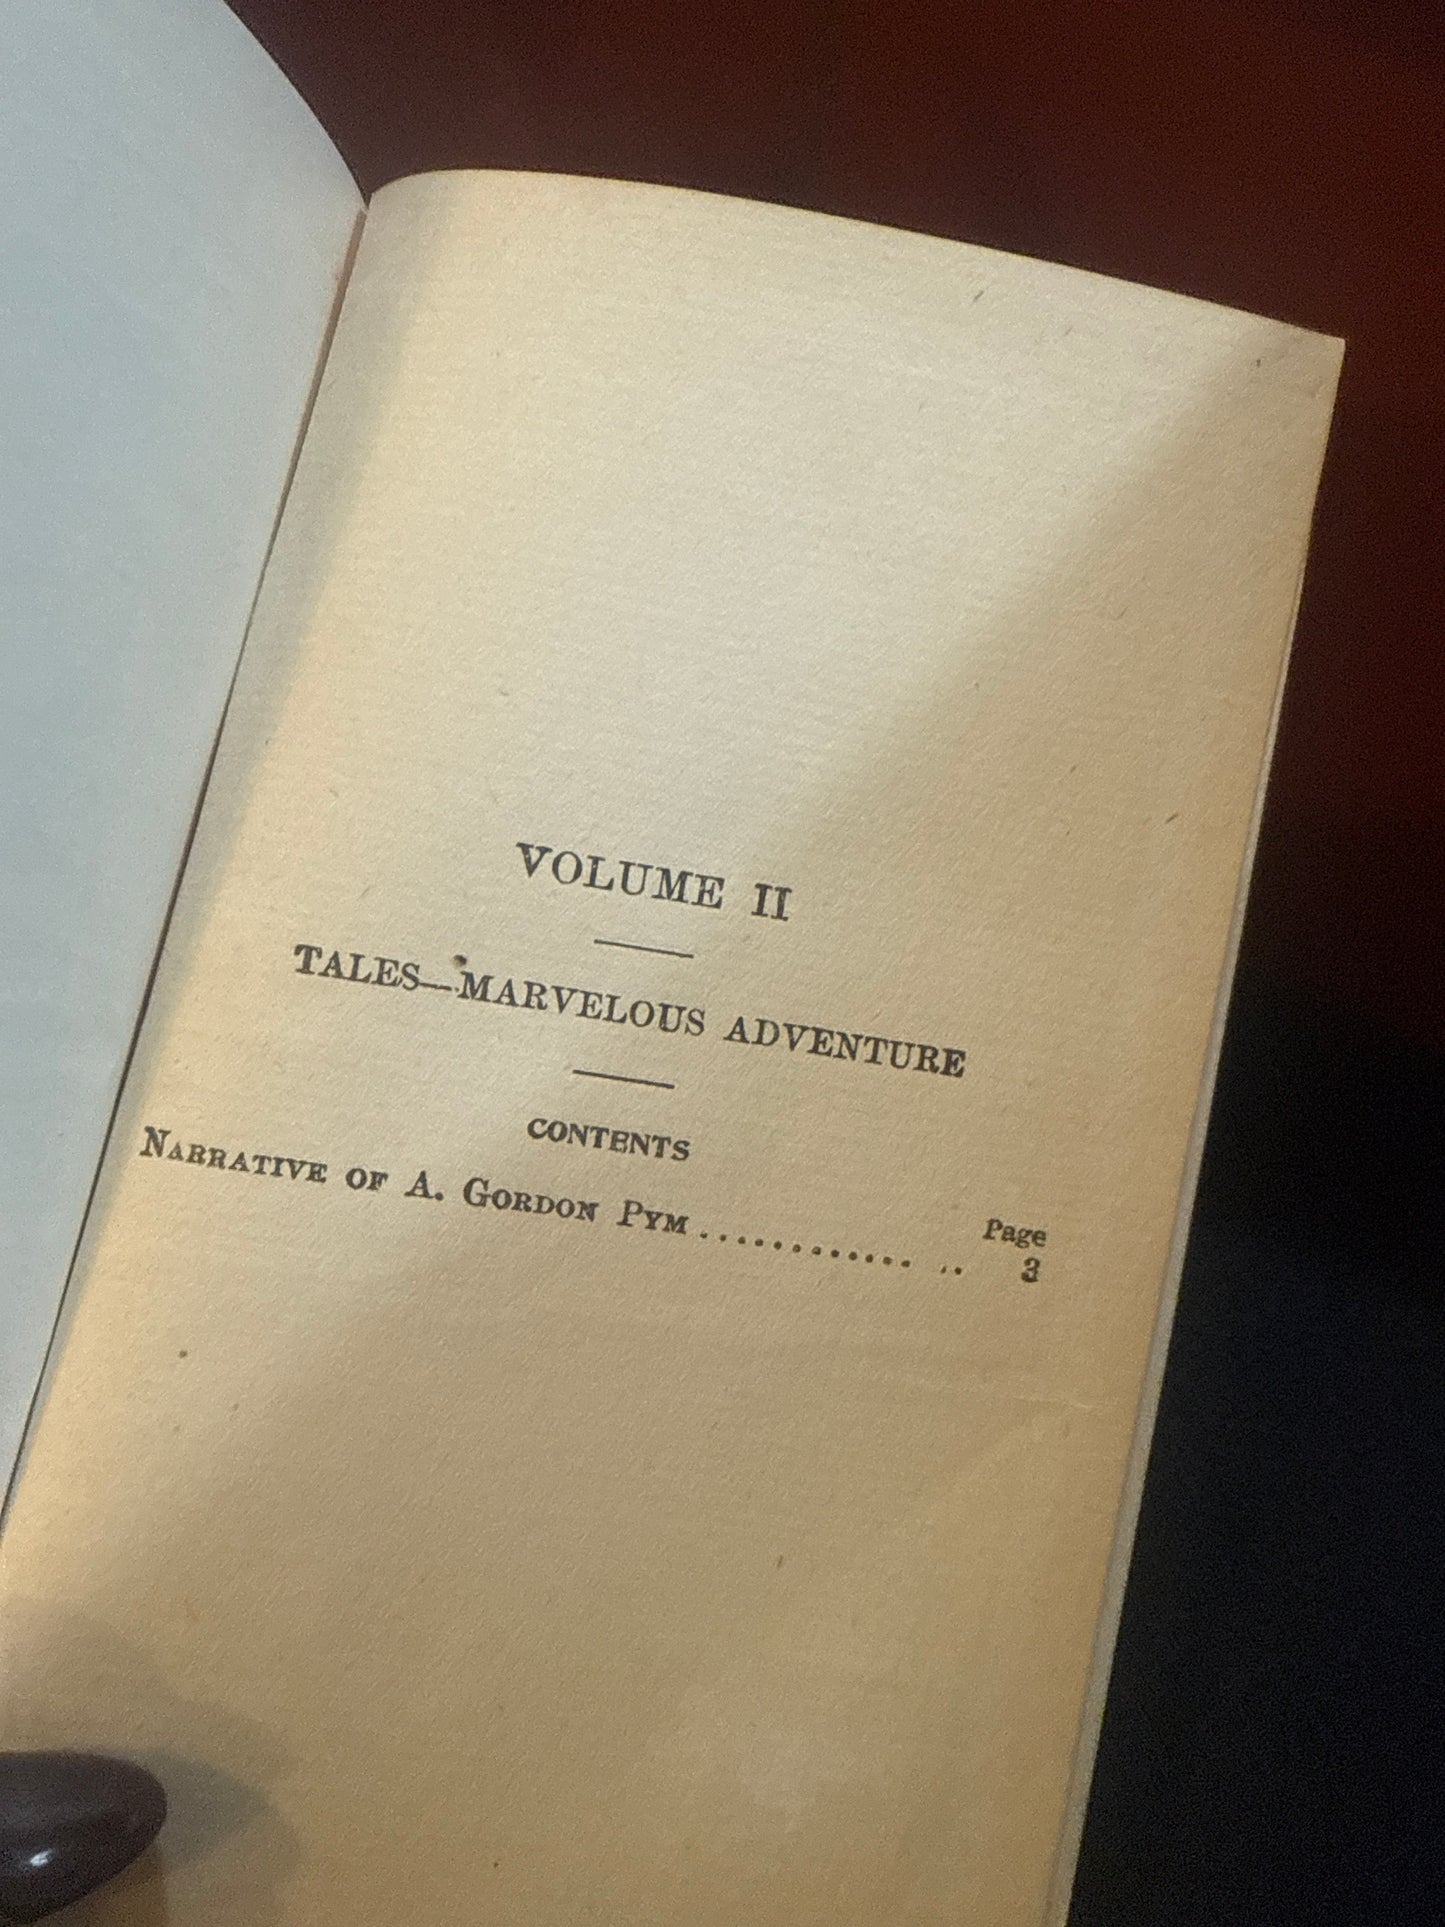 VOLUME II
TALES—MARVELOUS ADVENTURE
CONTENTS
Page
NARRATIVE OF A. GORDON PYM............ .. 3